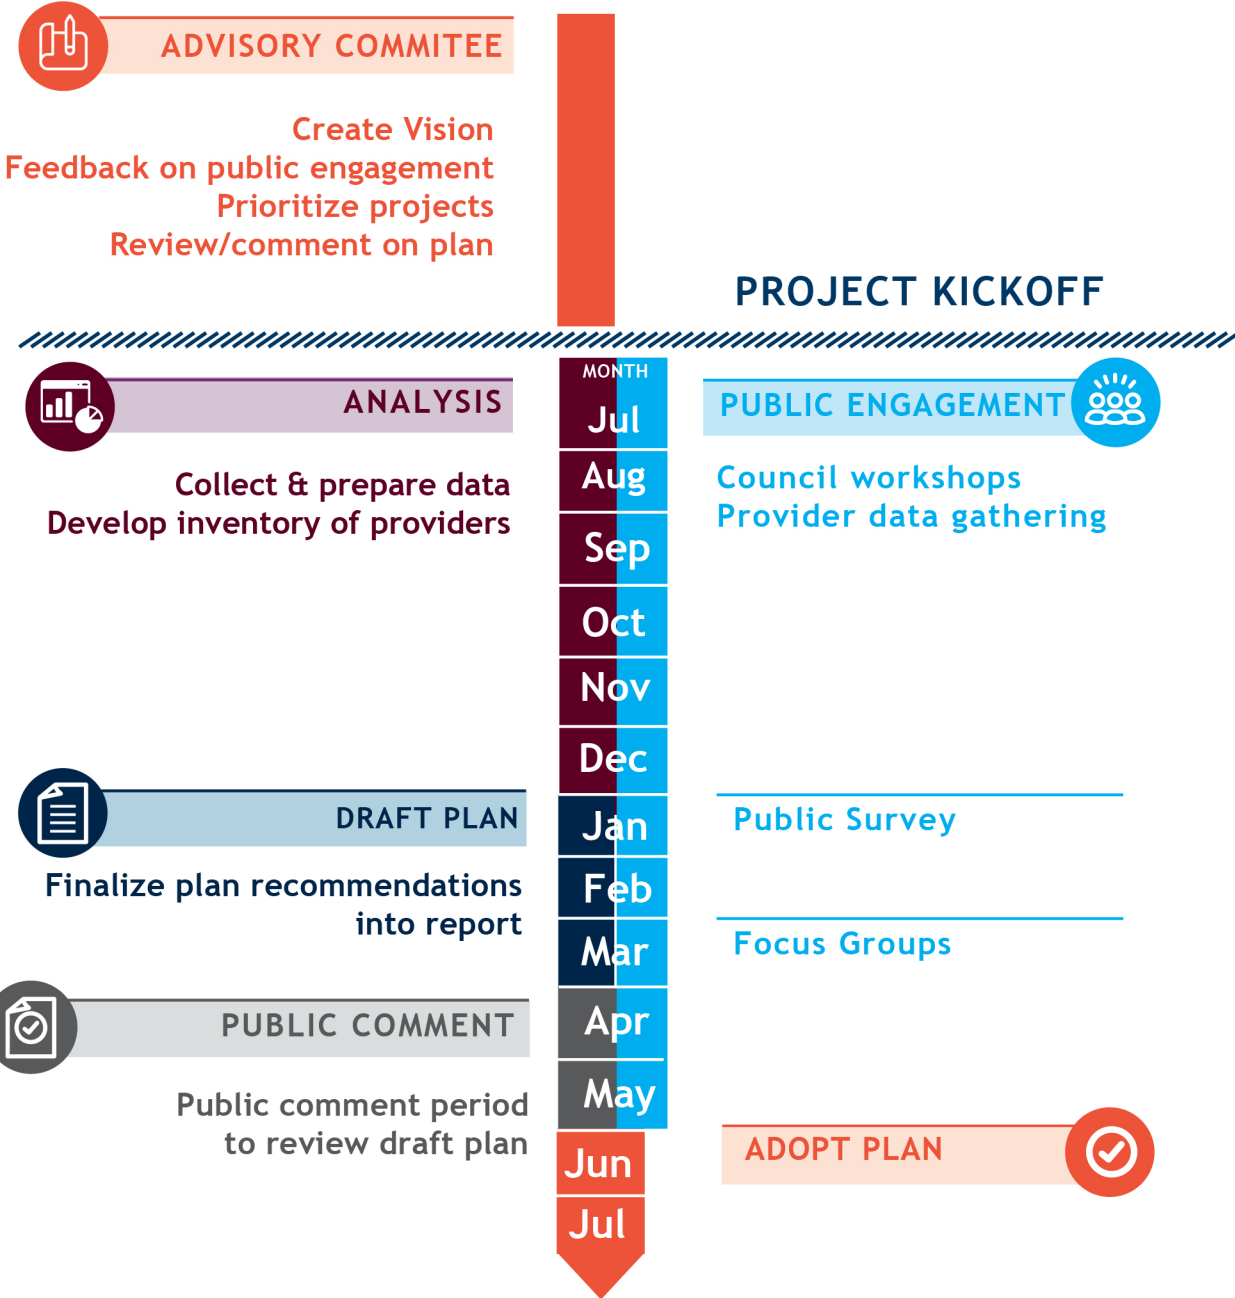 ADVISORY COMMITEE
Create Vision
Feedback on public engagement
Prioritize projects
Review/comment on plan
PROJECT KICKOFF
MONTH
Jul
Aug
Sep
Oct
Nov
Dec
Jan
Feb
Mar
Apr
May
Jun
Jul
ANALYSIS
Collect & prepare data
Develop inventory of providers
PUBLIC ENGAGEMENT
Council workshops
Provider data gathering
DRAFT PLAN
Finalize plan recommendations
into report
Public Survey
Focus Groups
PUBLIC COMMENT
Public comment period
to review draft plan
ADOPT PLAN